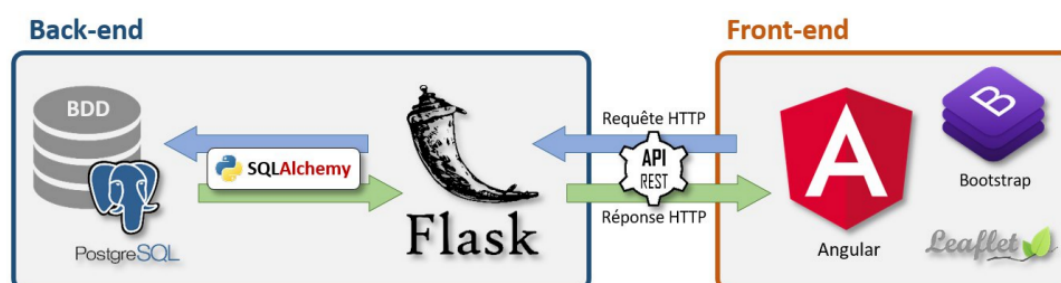 Back-end
Front-end
BDD
PostgreSQL
SQLAlchemy
Flask
Requête HTTP
API
REST
Réponse HTTP
A
Angular
B
Bootstrap
Leaflet